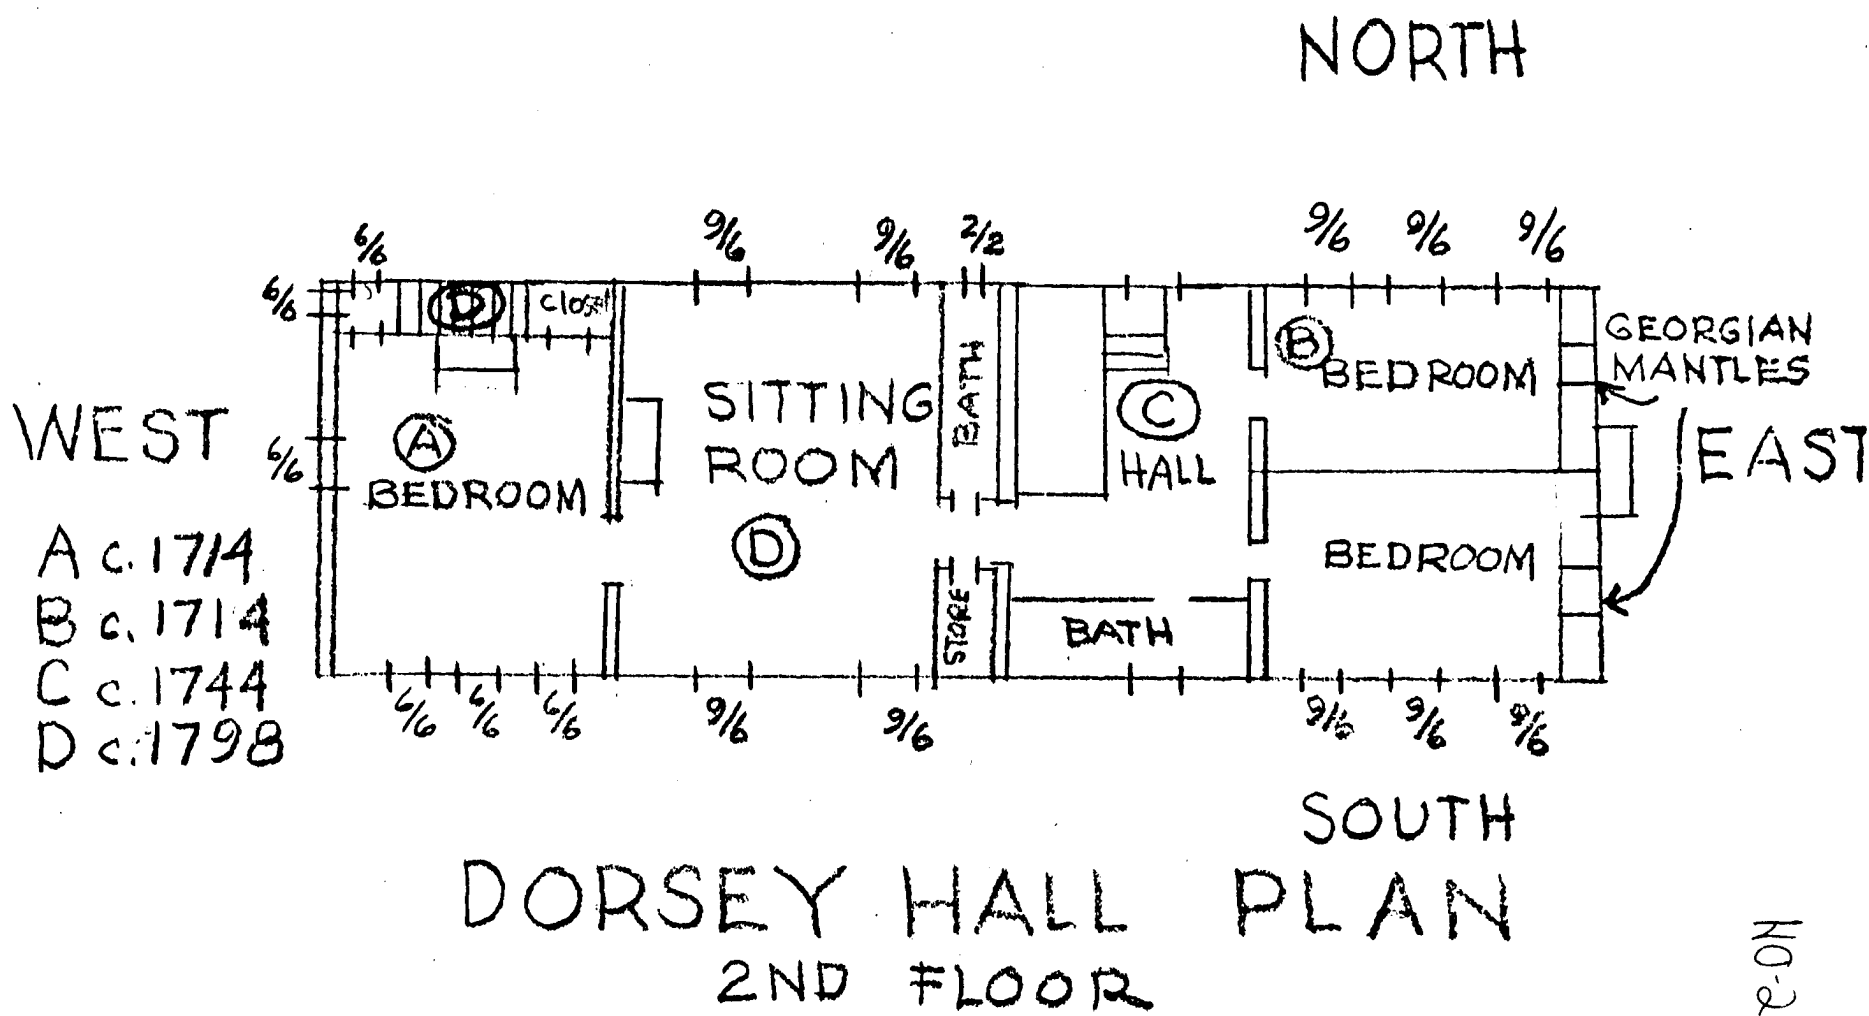 NORTH
6/6
9/6
9/6
2/2
9/6
9/6
9/6
6/6
D
Closet
B
BEDROOM
GEORGIAN
MANTLES
WEST
6/6
A
BEDROOM
SITTING
ROOM
D
BATH
C
HALL
EAST
BEDROOM
STORE
BATH
A c. 1714
B c. 1714
C c. 1744
D c. 1798
6/6
6/6
6/6
9/6
9/6
9/6
9/6
9/6
SOUTH
DORSEY HALL PLAN
2ND FLOOR
HO-2